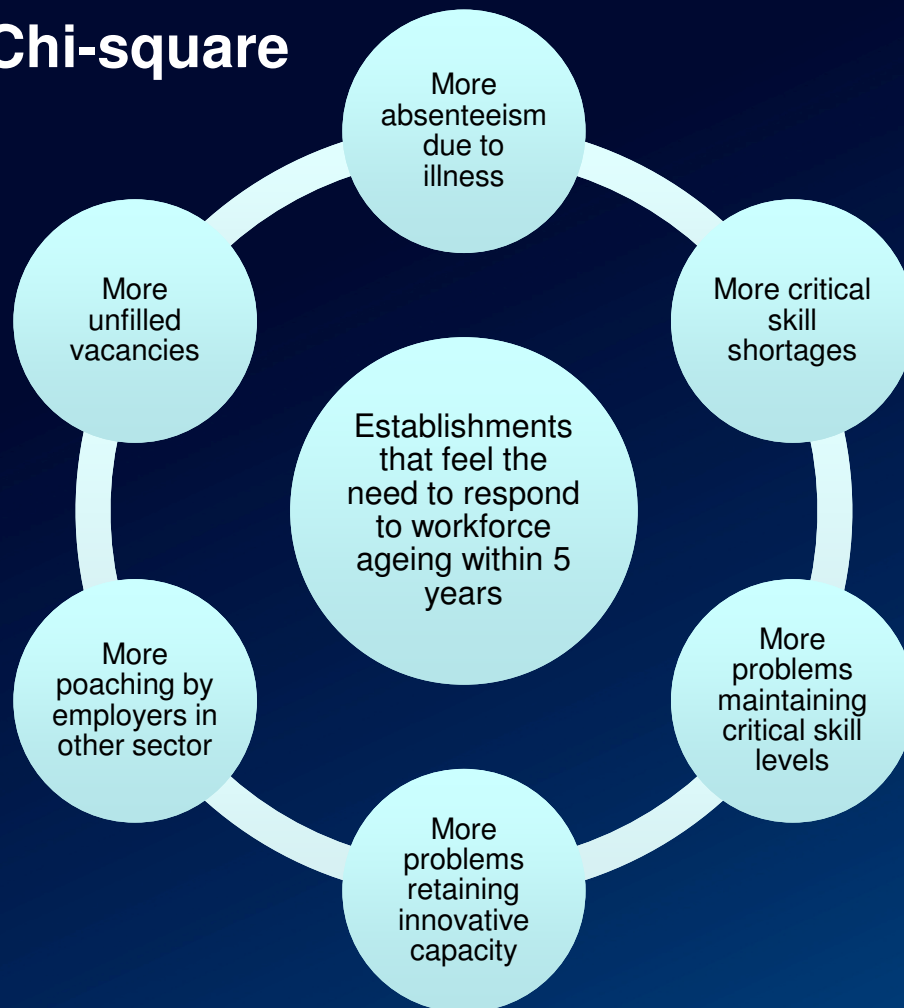 Chi-square
More
absenteeism
due to
illness
More critical
skill
shortages
More
problems
maintaining
critical skill
levels
More
problems
retaining
innovative
capacity
More
poaching by
employers in
other sector
More
unfilled
vacancies
Establishments
that feel the
need to respond
to workforce
ageing within 5
years